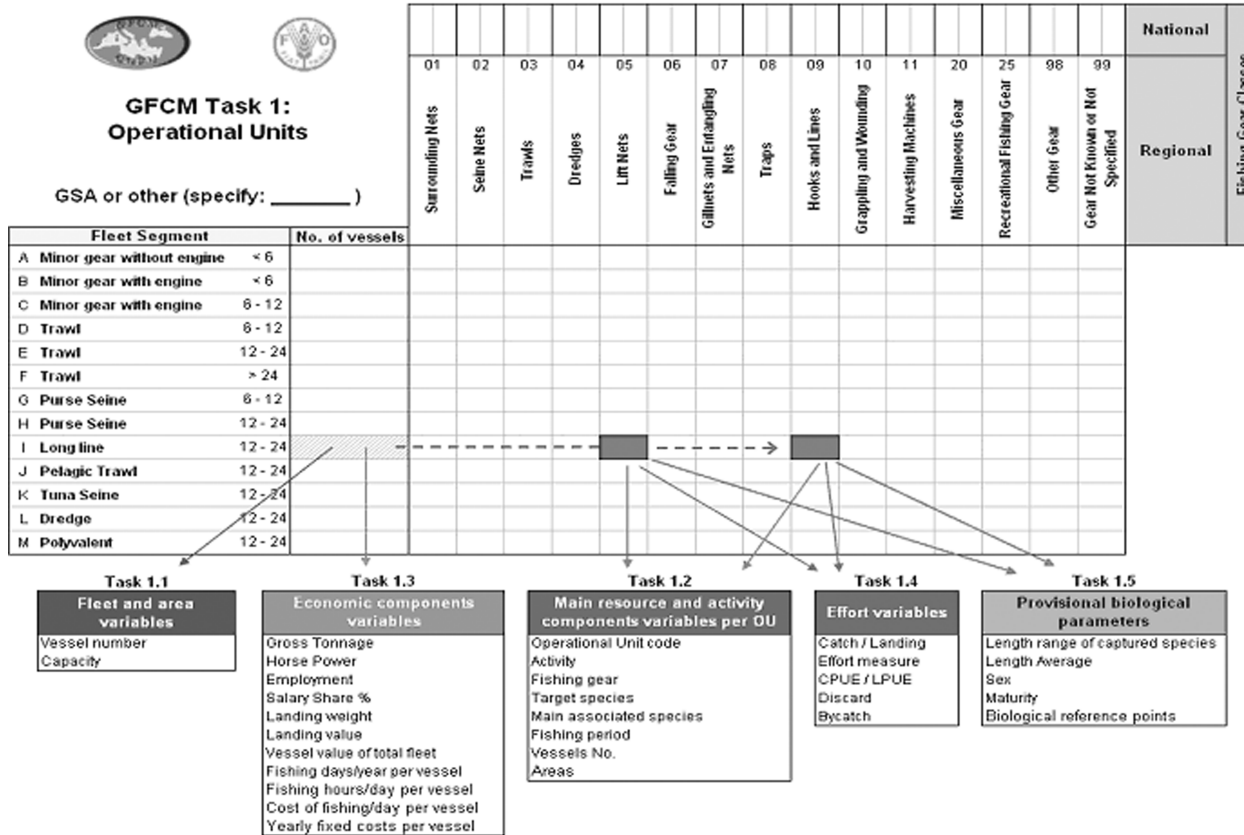 GFCM Task 1:
Operational Units
GSA or other (specify: ________ )
National
Regional
Fishing Gear Classes
01 02 03 04 05 06 07 08 09 10 11 20 25 98 99
Surrounding Nets
Seine Nets
Trawls
Dredges
Lift Nets
Falling Gear
Gillnets and Entangling
Nets
Traps
Hooks and Lines
Grappling and Wounding
Harvesting Machines
Miscellaneous Gear
Recreational Fishing Gear
Other Gear
Gear Not Known or Not
Specified
Fleet Segment No. of vessels
A Minor gear without engine < 6
B Minor gear with engine < 6
C Minor gear with engine 6 - 12
D Trawl 6 - 12
E Trawl 12 - 24
F Trawl > 24
G Purse Seine 6 - 12
H Purse Seine 12 - 24
I Long line 12 - 24
J Pelagic Trawl 12 - 24
K Tuna Seine 12 - 24
L Dredge 12 - 24
M Polyvalent 12 - 24
Task 1.1
Fleet and area
variables
Vessel number
Capacity
Task 1.3
Economic components
variables
Gross Tonnage
Horse Power
Employment
Salary Share %
Landing weight
Landing value
Vessel value of total fleet
Fishing days/year per vessel
Fishing hours/day per vessel
Cost of fishing/day per vessel
Yearly fixed costs per vessel
Task 1.2
Main resource and activity
components variables per OU
Operational Unit code
Activity
Fishing gear
Target species
Main associated species
Fishing period
Vessels No.
Areas
Task 1.4
Effort variables
Catch / Landing
Effort measure
CPUE / LPUE
Discard
Bycatch
Task 1.5
Provisional biological
parameters
Length range of captured species
Length Average
Sex
Maturity
Biological reference points